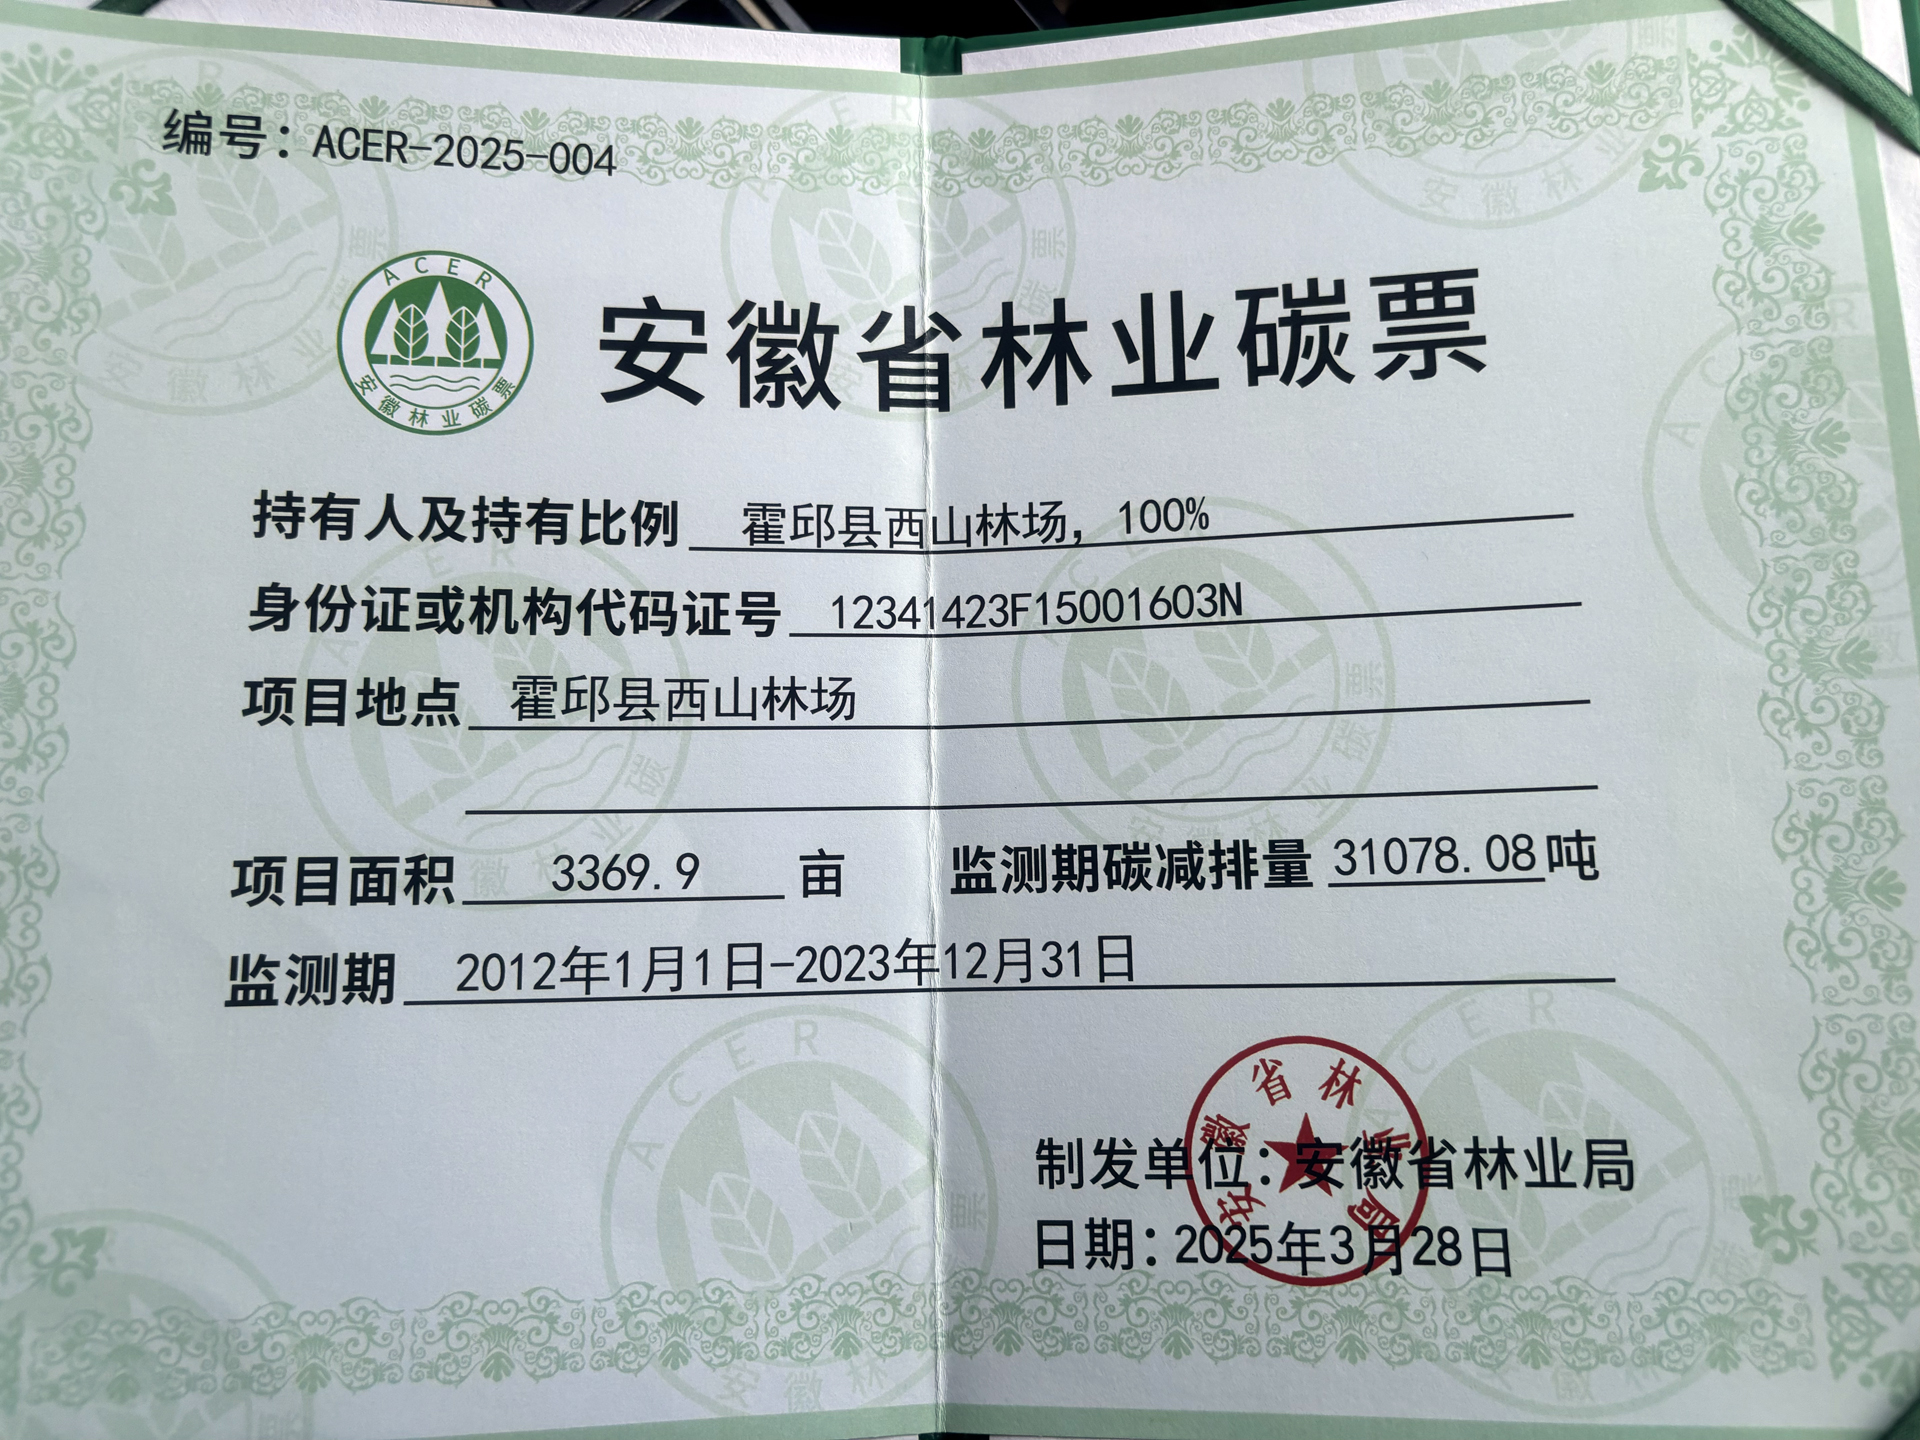 编号：ACER-2025-004
ACER
安徽林业碳票
安徽省林业碳票
持有人及持有比例 霍邱县西山林场，100%
身份证或机构代码证号 12341423F15001603N
项目地点 霍邱县西山林场
项目面积 3369.9 亩 监测期碳减排量 31078.08吨
监测期 2012年1月1日-2023年12月31日
安徽省林业局
制发单位：安徽省林业局
日期：2025年3月28日